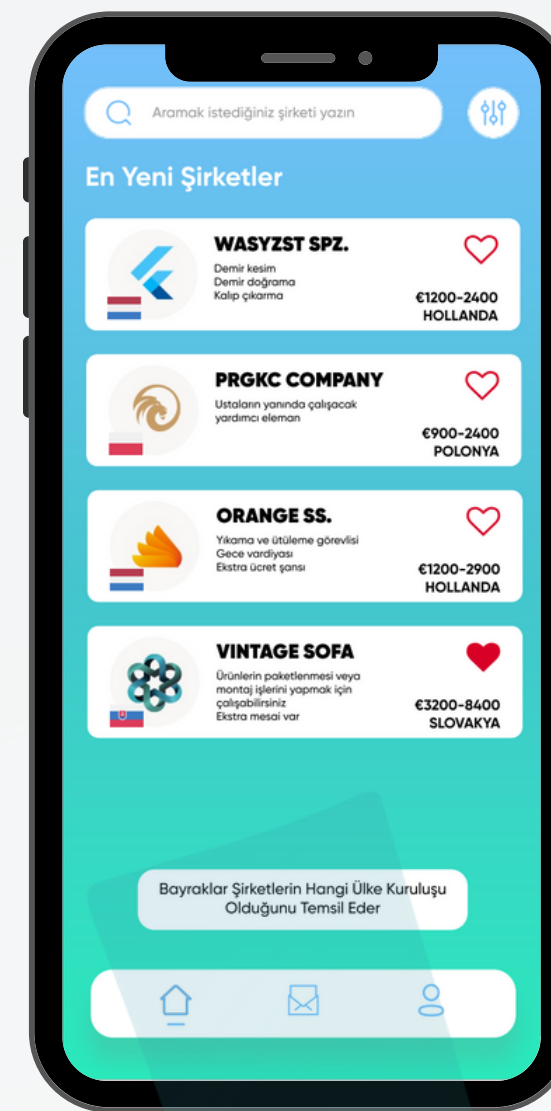 Aramak istediğiniz şirketi yazın
En Yeni Şirketler
WASYZST SPZ.
Demir kesim
Demir doğrama
Kalıp çıkarma
€1200-2400
HOLLANDA
PRGKC COMPANY
Ustaların yanında çalışacak
yardımcı eleman
€900-2400
POLONYA
ORANGE SS.
Yıkama ve ütüleme görevlisi
Gece vardiyası
Ekstra ücret şansı
€1200-2900
HOLLANDA
VINTAGE SOFA
Ürünlerin paketlenmesi veya
montaj işlerini yapmak için
çalışabilirsiniz
Ekstra mesai var
€3200-8400
SLOVAKYA
Bayraklar Şirketlerin Hangi Ülke Kuruluşu
Olduğunu Temsil Eder